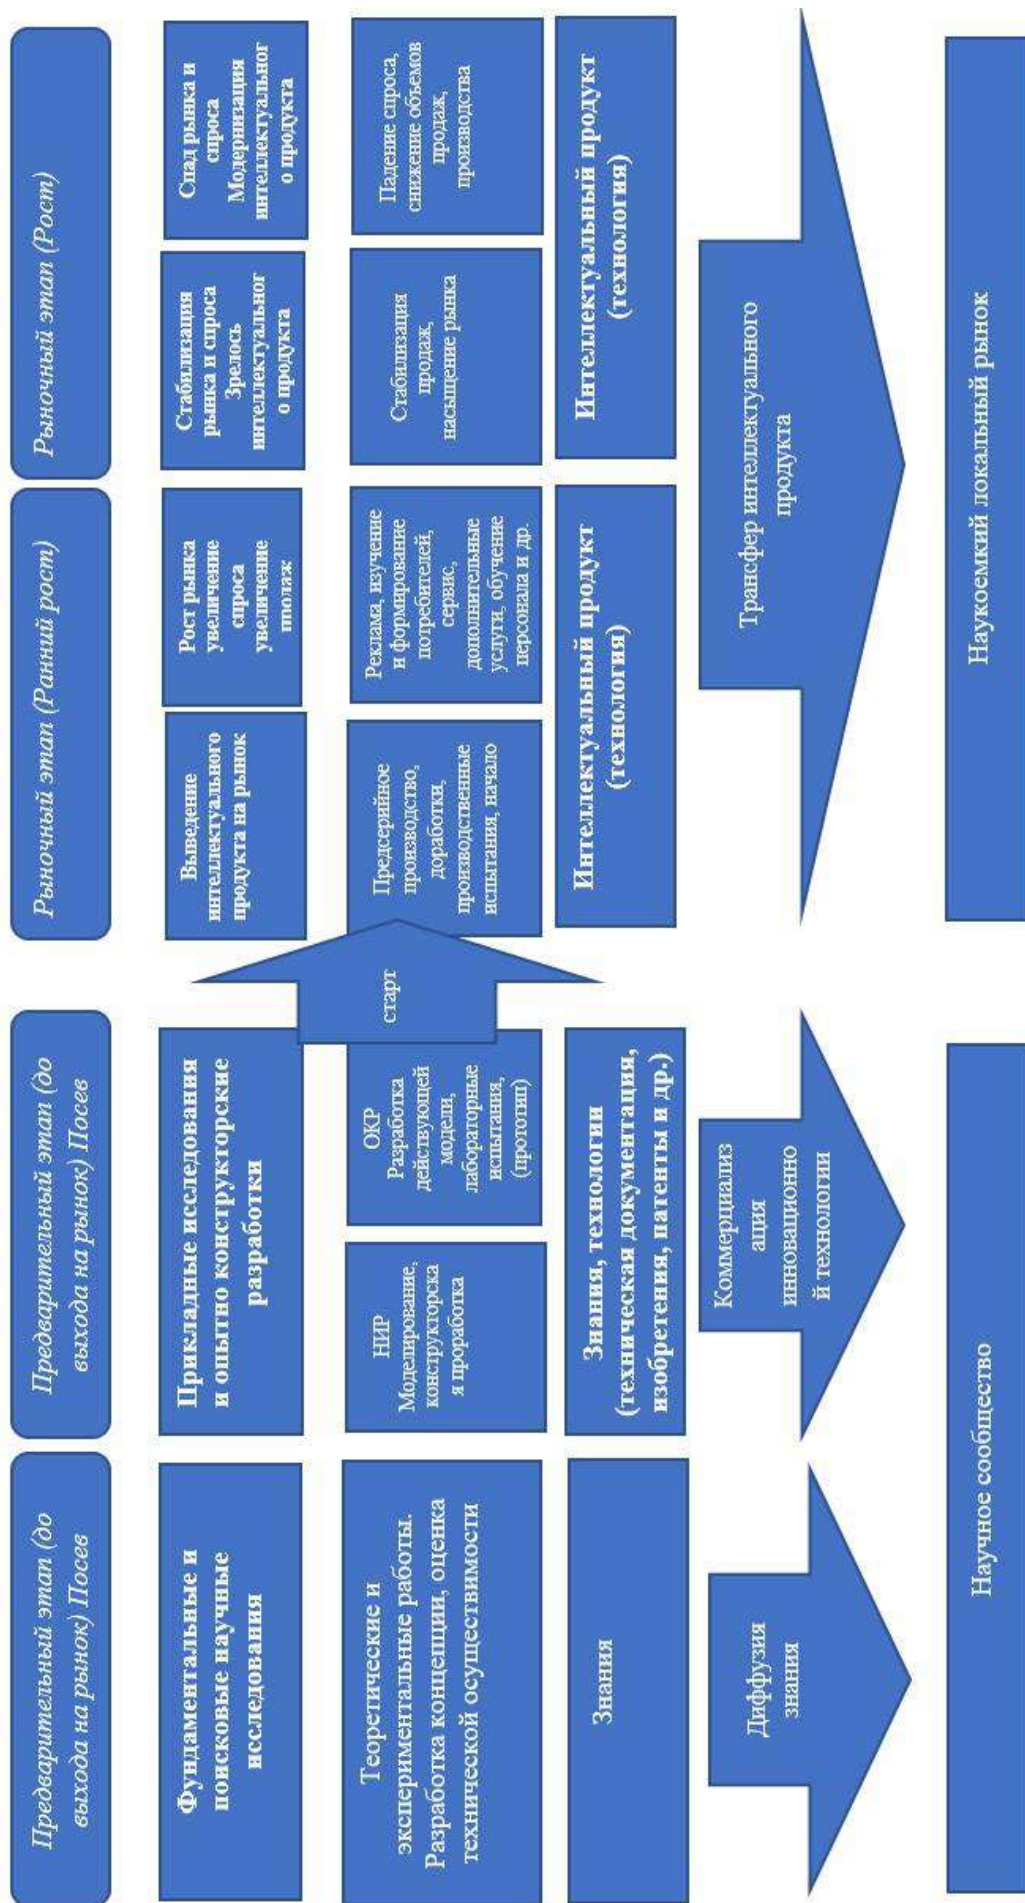 Предварительный этап (до
выхода на рынок) Посев
Предварительный этап (до
выхода на рынок) Посев
Рыночный этап (Ранний рост)
Рыночный этап (Рост)
Фундаментальные и
поисковые научные
исследования
Прикладные исследования
и опытно конструкторские
разработки
Выведение
интеллектуального
продукта на рынок
Рост рынка
увеличение
спроса
увеличение
продаж
Стабилизация
рынка и спроса
Зрелось
интеллектуальног
о продукта
Спад рынка и
спроса
Модернизация
интеллектуальног
о продукта
Теоретические и
экспериментальные работы.
Разработка концепции, оценка
технической осуществимости
НИР
Моделирование,
конструкторска
я проработка
ОКР
Разработка
действующей
модели,
лабораторные
испытания,
(прототип)
старт
Предсерийное
производство,
доработки,
производственные
испытания, начало
Реклама, изучение
и формирование
потребителей,
сервис,
дополнительные
услуги, обучение
персонала и др.
Стабилизация
продаж,
насыщение рынка
Падение спроса,
снижение объемов
продаж,
производства
Знания
Знания, технологии
(техническая документация,
изобретения, патенты и др.)
Интеллектуальный продукт
(технология)
Интеллектуальный продукт
(технология)
Диффузия
знания
Коммерциализ
ация
инновационно
й технологии
Трансфер интеллектуального
продукта
Научное сообщество
Наукоемкий локальный рынок